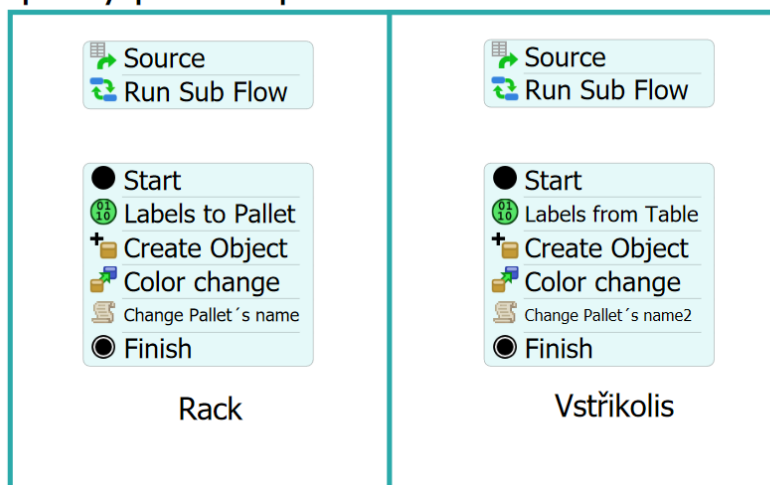 Source
Run Sub Flow
Start
Labels to Pallet
Create Object
Color change
Change Pallet´s name
Finish
Rack
Source
Run Sub Flow
Start
Labels from Table
Create Object
Color change
Change Pallet´s name2
Finish
Vstřikolis